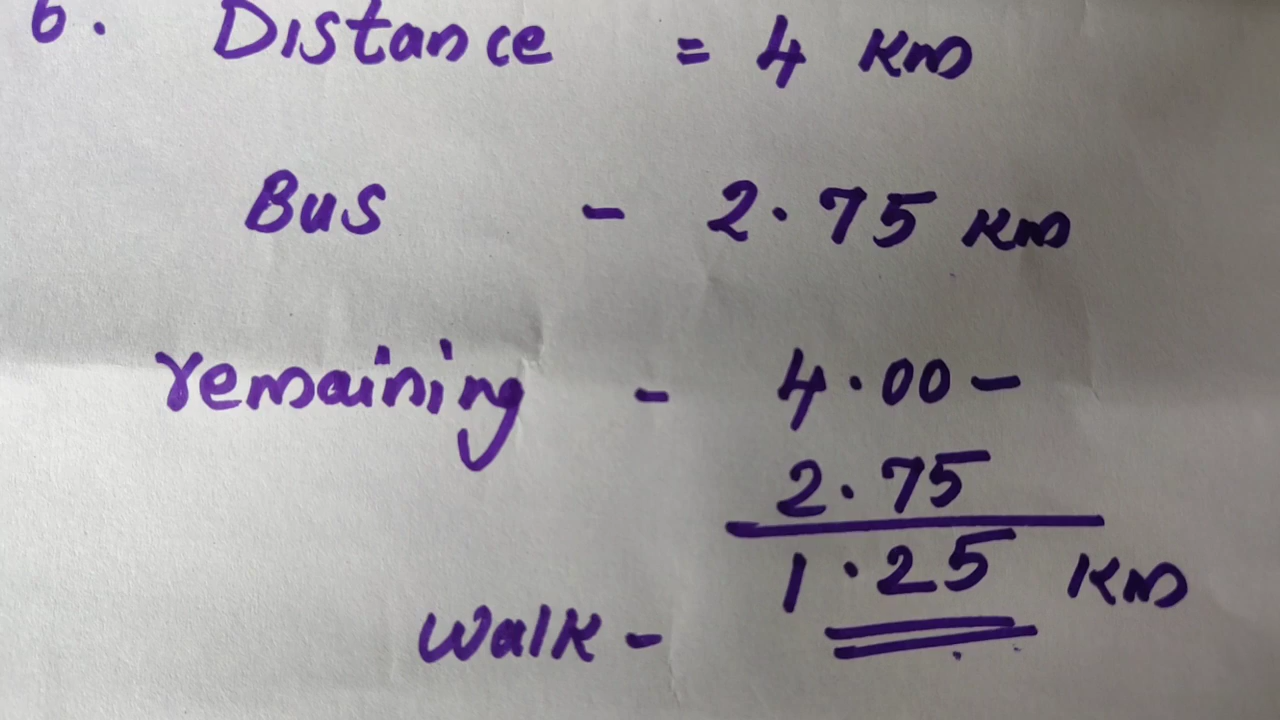 6. Distance = 4 Km
Bus - 2.75 Km
remaining - 4.00 -
2.75
1.25 Km
Walk -